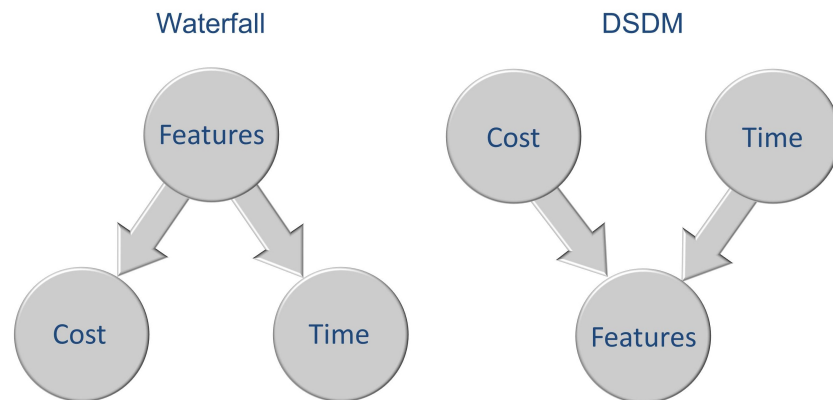 Waterfall
DSDM
Features
Cost
Time
Cost
Time
Features